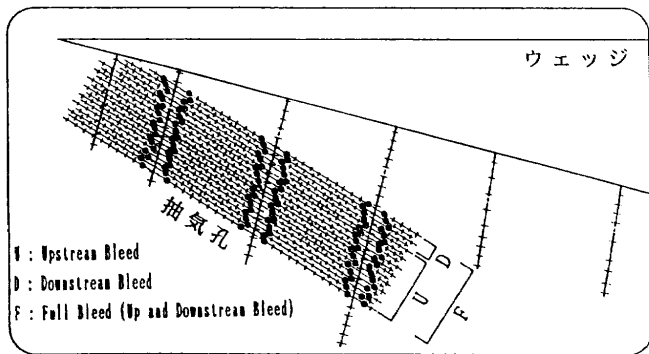 ウェッジ
抽気孔
U : Upstream Bleed
D : Downstream Bleed
F : Full Bleed (Up and Downstream Bleed)
D
U
F